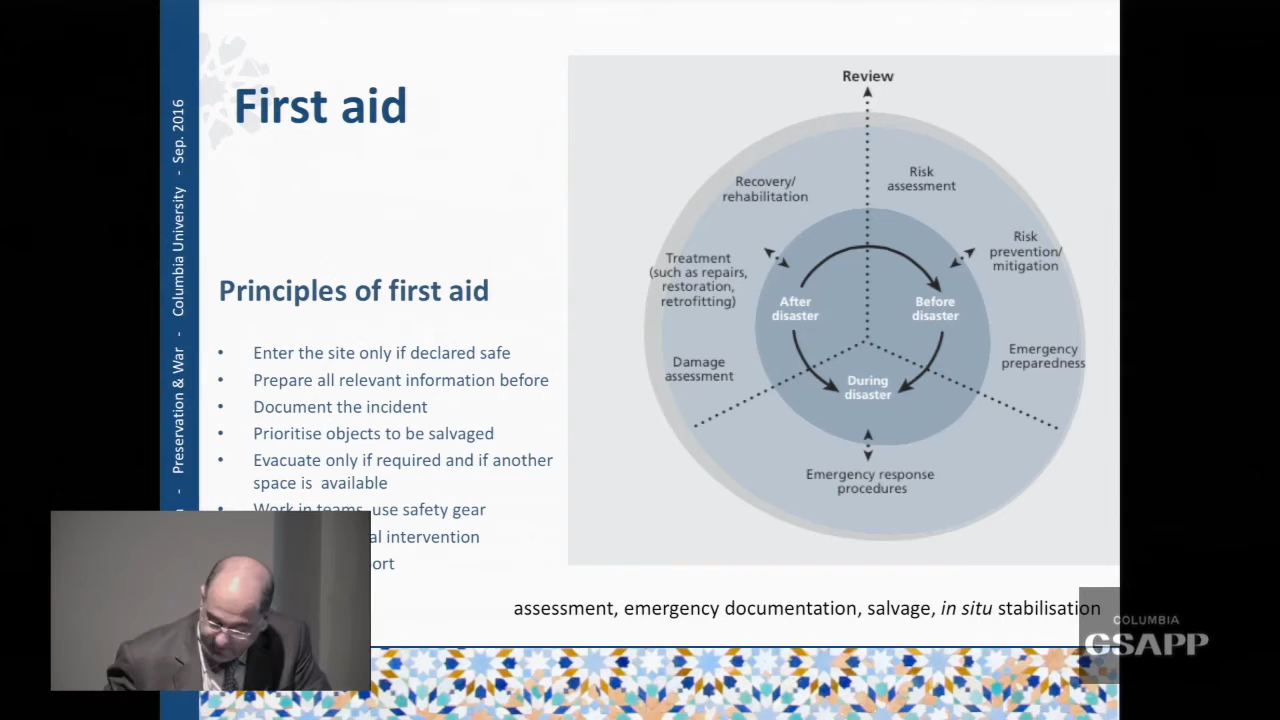 First aid
Principles of first aid
• Enter the site only if declared safe
• Prepare all relevant information before
• Document the incident
• Prioritise objects to be salvaged
• Evacuate only if required and if another
space is available
• Work in teams, use safety gear
intervention
Review
Recovery/
rehabilitation
Risk
assessment
Treatment
(such as repairs,
restoration,
retrofitting)
Risk
prevention/
mitigation
After
disaster
Before
disaster
Damage
assessment
Emergency
preparedness
During
disaster
Emergency response
procedures
assessment, emergency documentation, salvage, in situ stabilisation
- Preservation & War - Columbia University - Sep. 2016
COLUMBIA
GSAPP